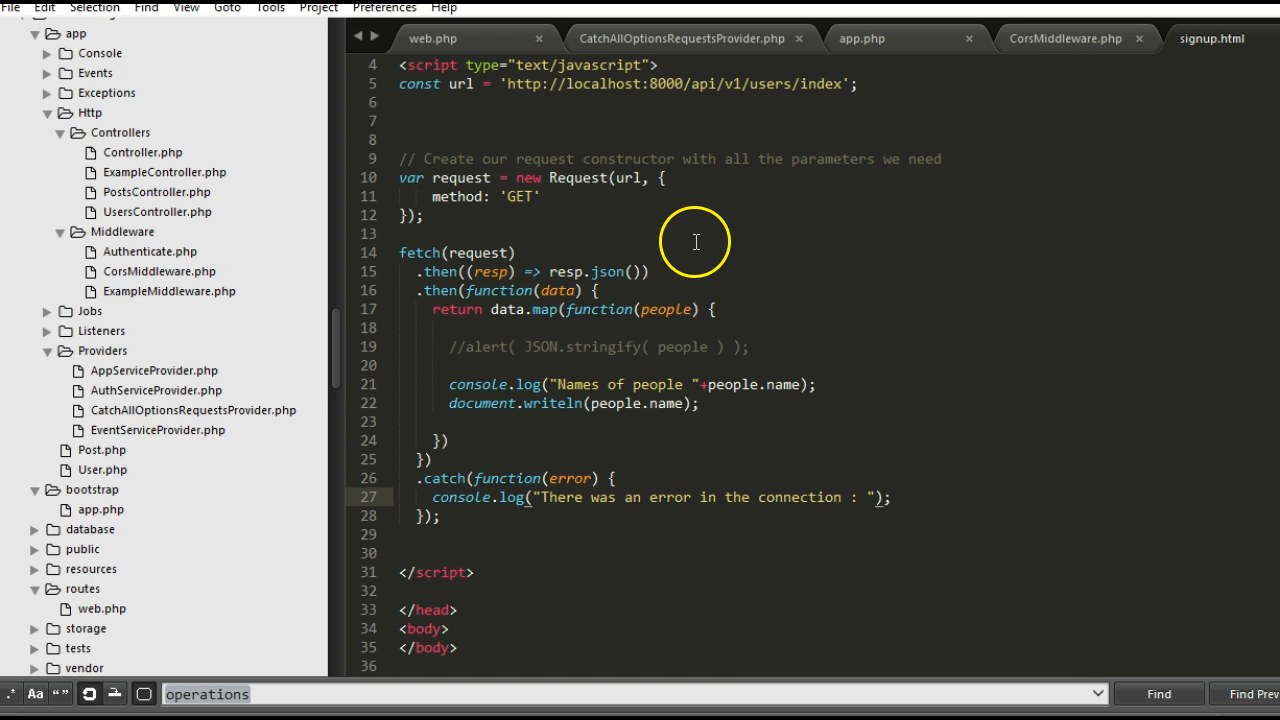 File Edit Selection Find View Goto Tools Project Preferences Help
app
Console
Events
Exceptions
Http
Controllers
Controller.php
ExampleController.php
PostsController.php
UsersController.php
Middleware
Authenticate.php
CorsMiddleware.php
ExampleMiddleware.php
Jobs
Listeners
Providers
AppServiceProvider.php
AuthServiceProvider.php
CatchAllOptionsRequestsProvider.php
EventServiceProvider.php
Post.php
User.php
bootstrap
app.php
database
public
resources
routes
web.php
storage
tests
vendor
web.php × CatchAllOptionsRequestsProvider.php × app.php × CorsMiddleware.php × signup.html
4 <script type="text/javascript">
5 const url = 'http://localhost:8000/api/v1/users/index';
6
7
8
9 // Create our request constructor with all the parameters we need
10 var request = new Request(url, {
11 method: 'GET'
12 });
13
14 fetch(request)
15 .then((resp) => resp.json())
16 .then(function(data) {
17 return data.map(function(people) {
18
19 //alert( JSON.stringify( people ) );
20
21 console.log("Names of people "+people.name);
22 document.writeln(people.name);
23
24 })
25 })
26 .catch(function(error) {
27 console.log("There was an error in the connection : ");
28 });
29
30
31 </script>
32
33 </head>
34 <body>
35 </body>
36
.* Aa “” operations Find Find Prev